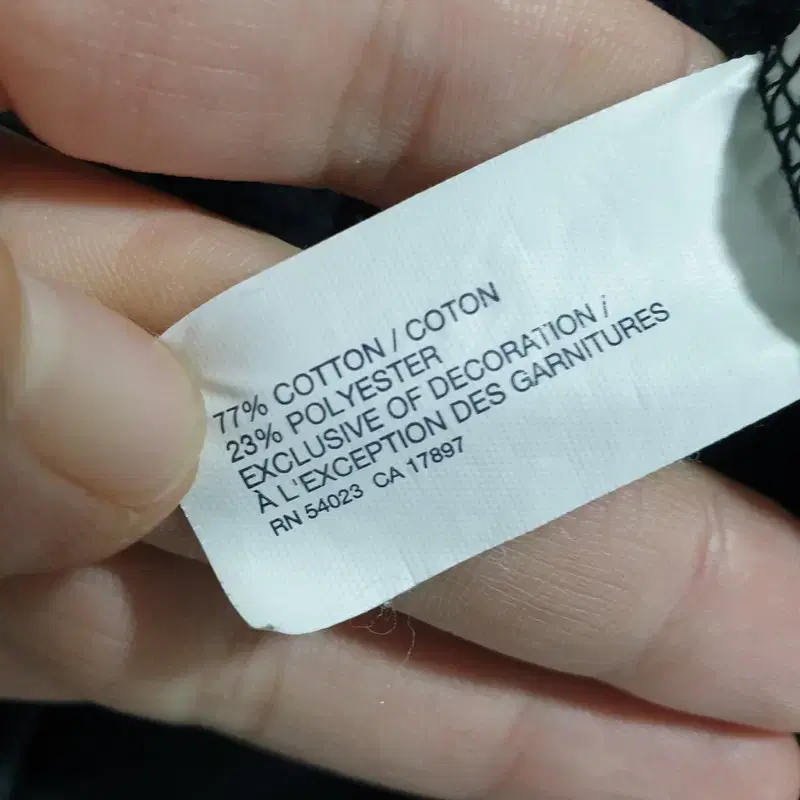 77% COTTON / COTON
23% POLYESTER
EXCLUSIVE OF DECORATION /
À L'EXCEPTION DES GARNITURES
RN 54023 CA 17897